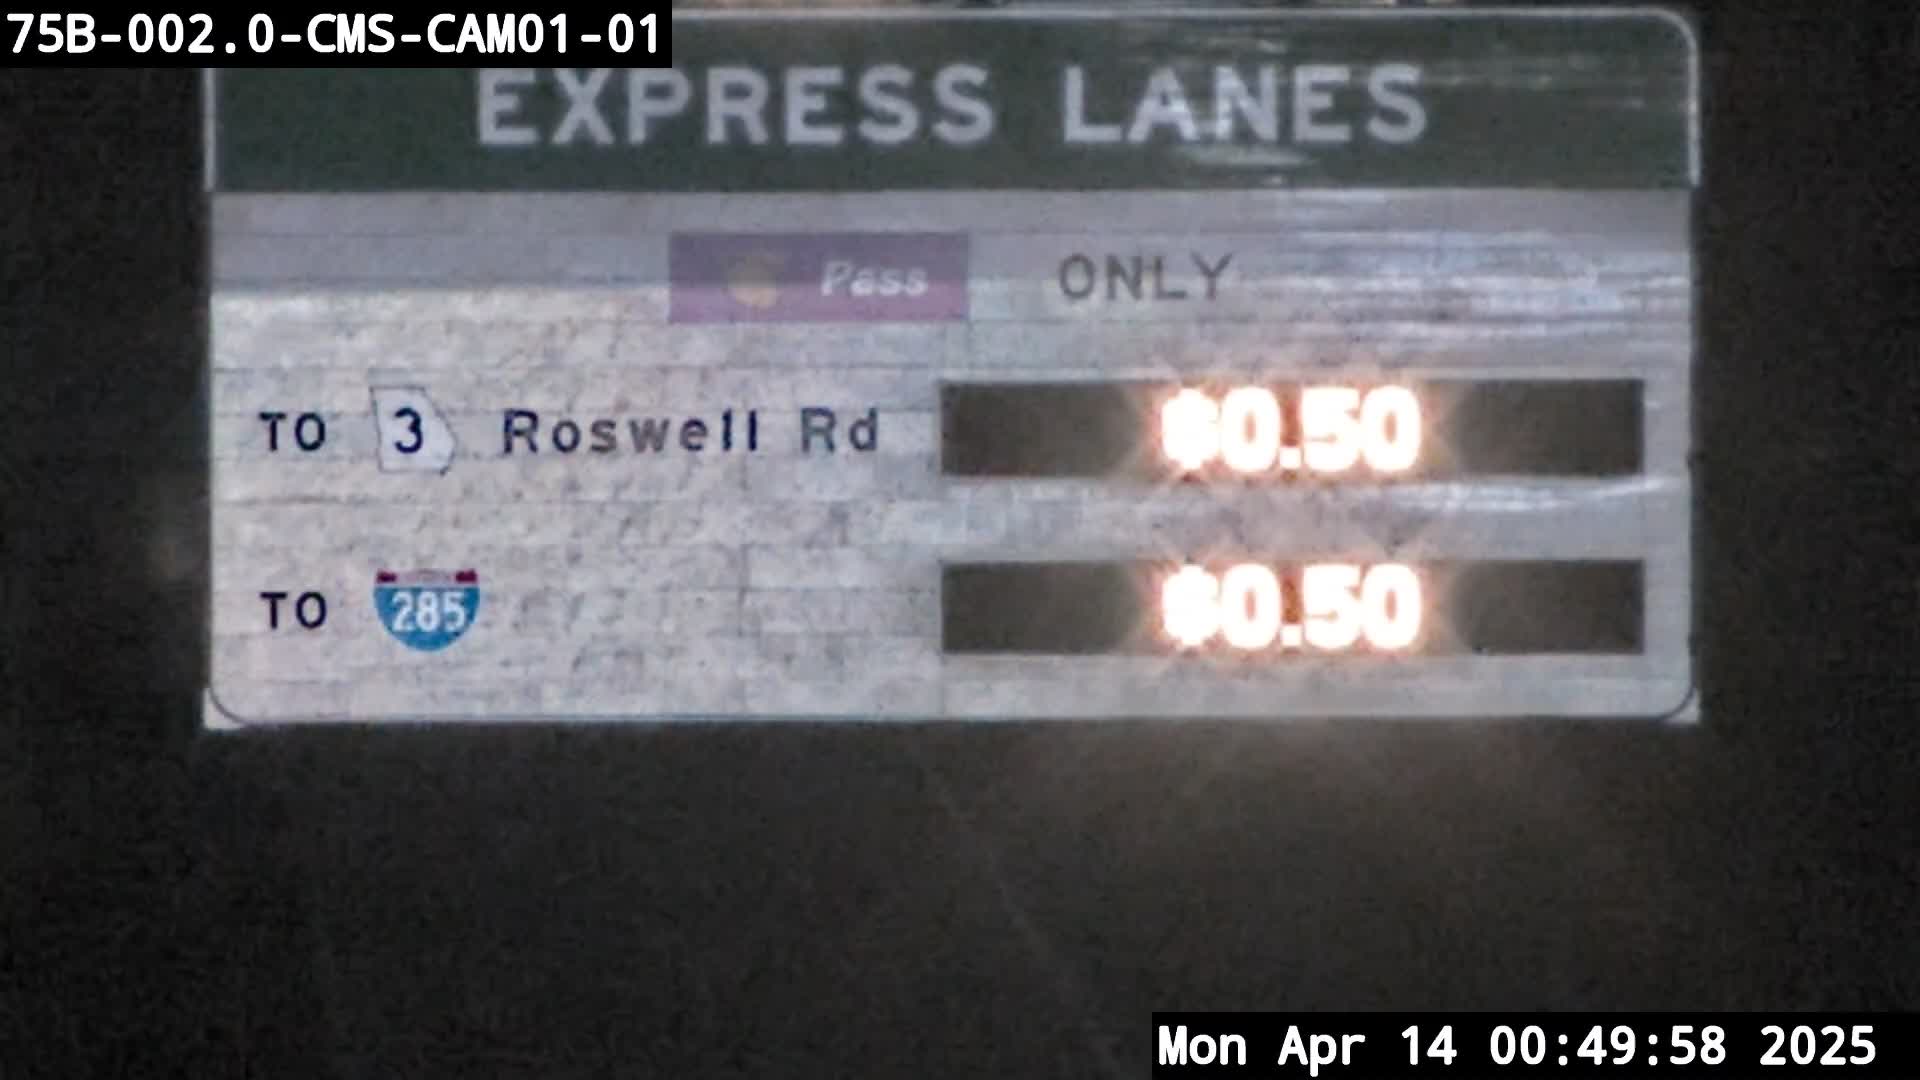 75B-002.0-CMS-CAM01-01
EXPRESS LANES
Pass ONLY
TO 3 Roswell Rd $0.50
TO 285 $0.50
Mon Apr 14 00:49:58 2025